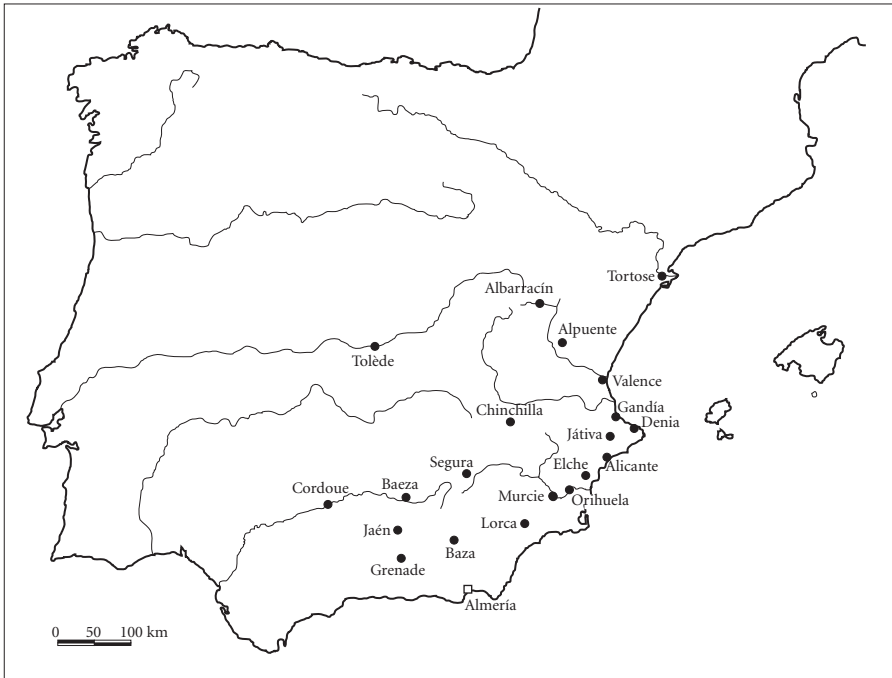 Tortose
Albarracín
Alpuente
Tolède
Valence
Gandía
Chinchilla
Denia
Játiva
Alicante
Elche
Segura
Baeza
Cordoue
Murcie
Orihuela
Lorca
Jaén
Baza
Grenade
Almería
0 50 100 km